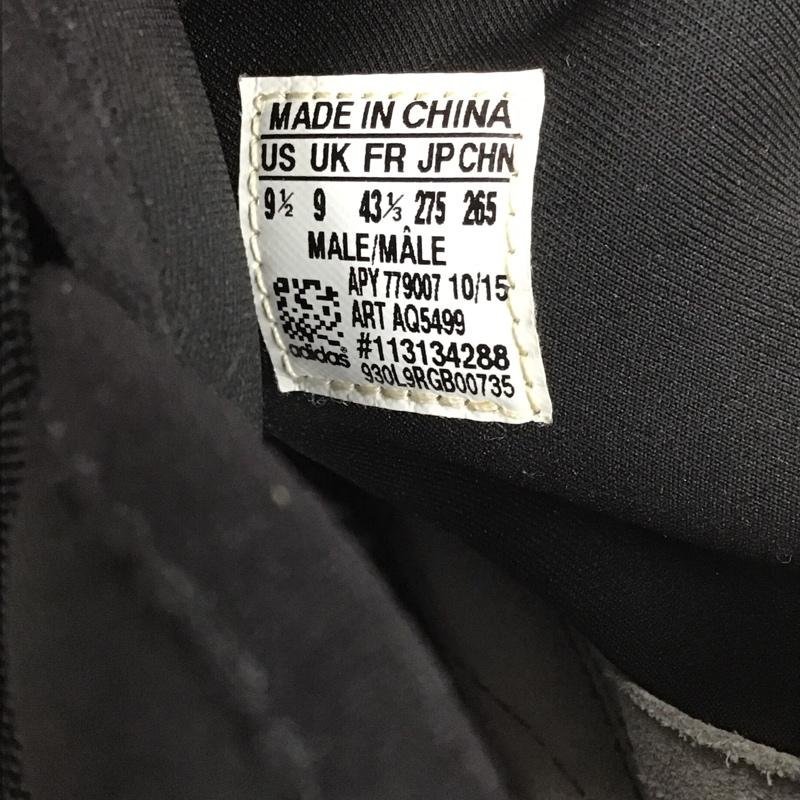 MADE IN CHINA
US UK FR JP CHN
9½ 9 43⅓ 275 265
MALE/MÂLE
APY 779007 10/15
ART AQ5499
#113134288
adidas®
930L9RGB00735